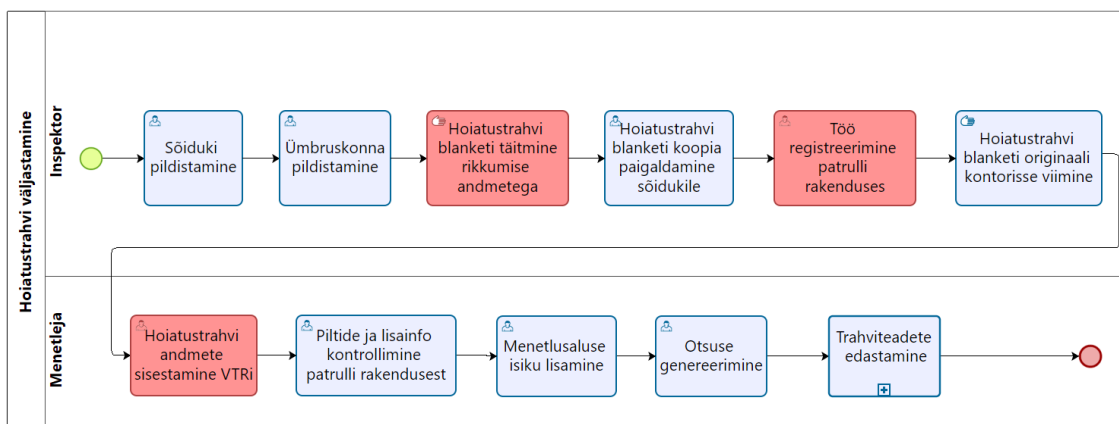 Hoiatustrahvi väljastamine
Inspektor
Sõiduki
pildistamine
Ümbruskonna
pildistamine
Hoiatustrahvi
blanketi täitmine
rikkumise
andmetega
Hoiatustrahvi
blanketi koopia
paigaldamine
sõidukile
Töö
registreerimine
patrulli
rakenduses
Hoiatustrahvi
blanketi originaali
kontorisse viimine
Menetleja
Hoiatustrahvi
andmete
sisestamine VTRi
Piltide ja lisainfo
kontrollimine
patrulli rakendusest
Menetlusaluse
isiku lisamine
Otsuse
genereerimine
Trahviteadete
edastamine